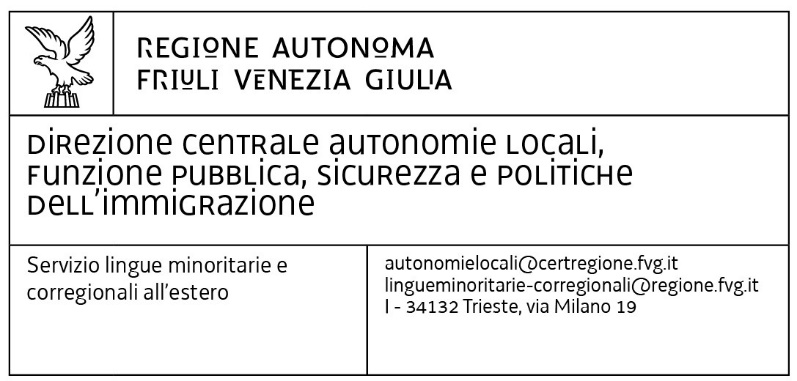 REGIONE AUTONOMA
FRIULI VENEZIA GIULIA
Direzione centrale autonomie locali,
funzione pubblica, sicurezza e politiche
dell'immigrazione
Servizio lingue minoritarie e
corregionali all'estero
autonomielocali@certregione.fvg.it
lingueminoritarie-corregionali@regione.fvg.it
I - 34132 Trieste, via Milano 19